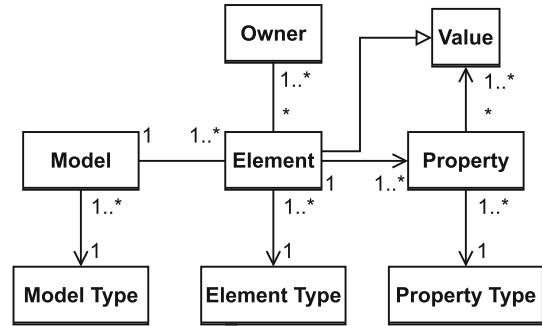 Owner
Value
1..*
1..*
*
*
1
1..*
Model
Element
Property
1
1..*
1..*
1..*
1..*
1
1
1
Model Type
Element Type
Property Type